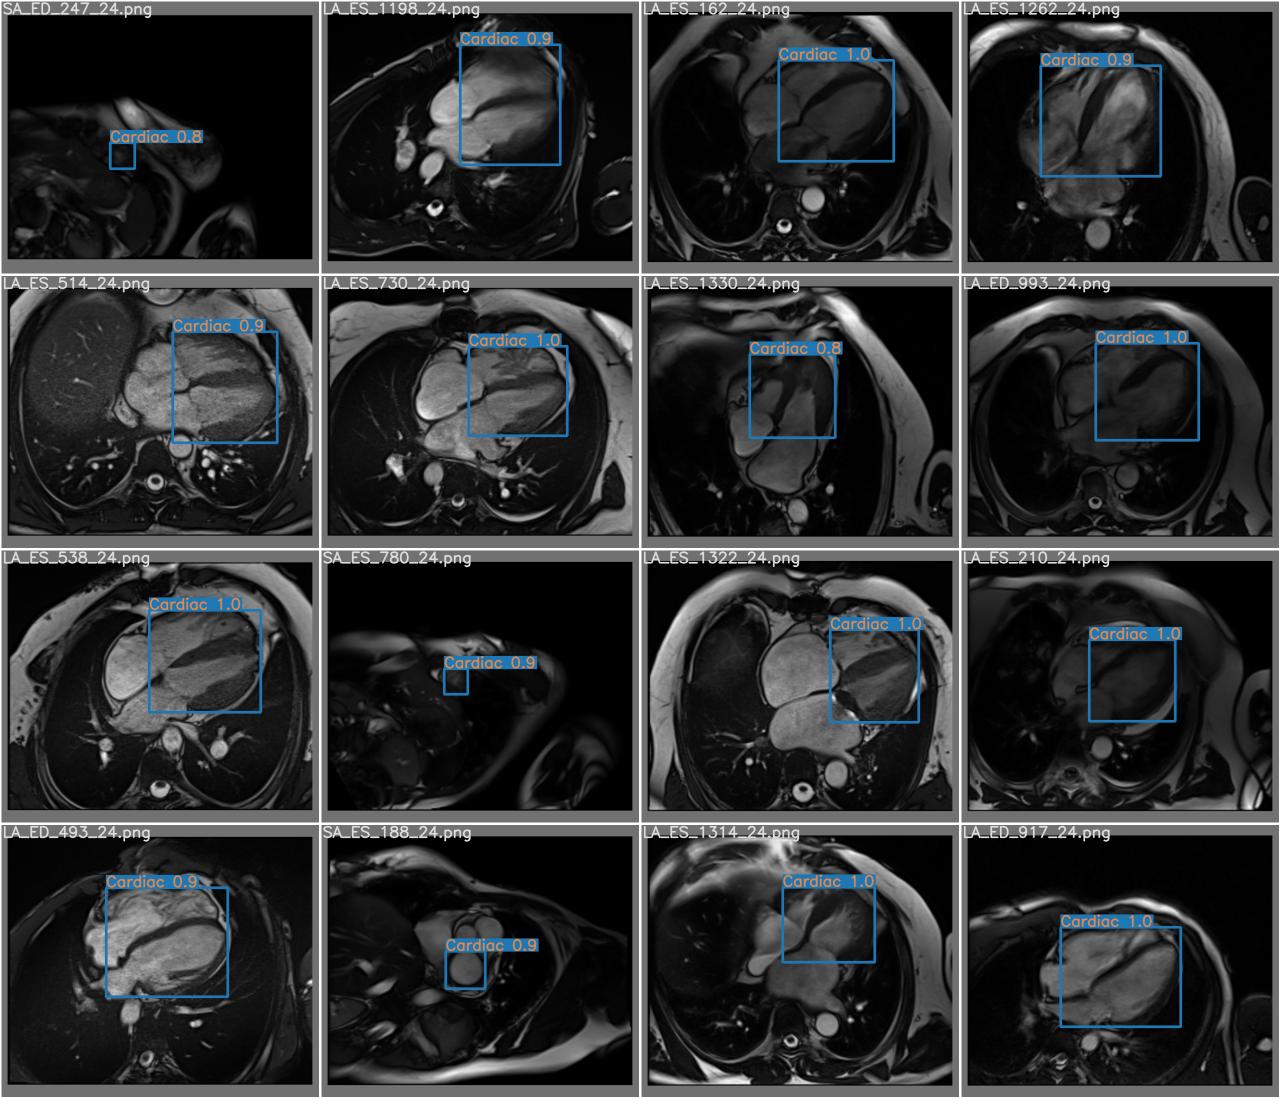 SA_ED_247_24.png
Cardiac 0.8
LA_ES_1198_24.png
Cardiac 0.9
LA_ES_162_24.png
Cardiac 1.0
LA_ES_1262_24.png
Cardiac 0.9
LA_ES_514_24.png
Cardiac 0.9
LA_ES_730_24.png
Cardiac 1.0
LA_ES_1330_24.png
Cardiac 0.8
LA_ED_993_24.png
Cardiac 1.0
LA_ES_538_24.png
Cardiac 1.0
SA_ES_780_24.png
Cardiac 0.9
LA_ES_1322_24.png
Cardiac 1.0
LA_ES_210_24.png
Cardiac 1.0
LA_ED_493_24.png
Cardiac 0.9
SA_ES_188_24.png
Cardiac 0.9
LA_ES_1314_24.png
Cardiac 1.0
LA_ED_917_24.png
Cardiac 1.0